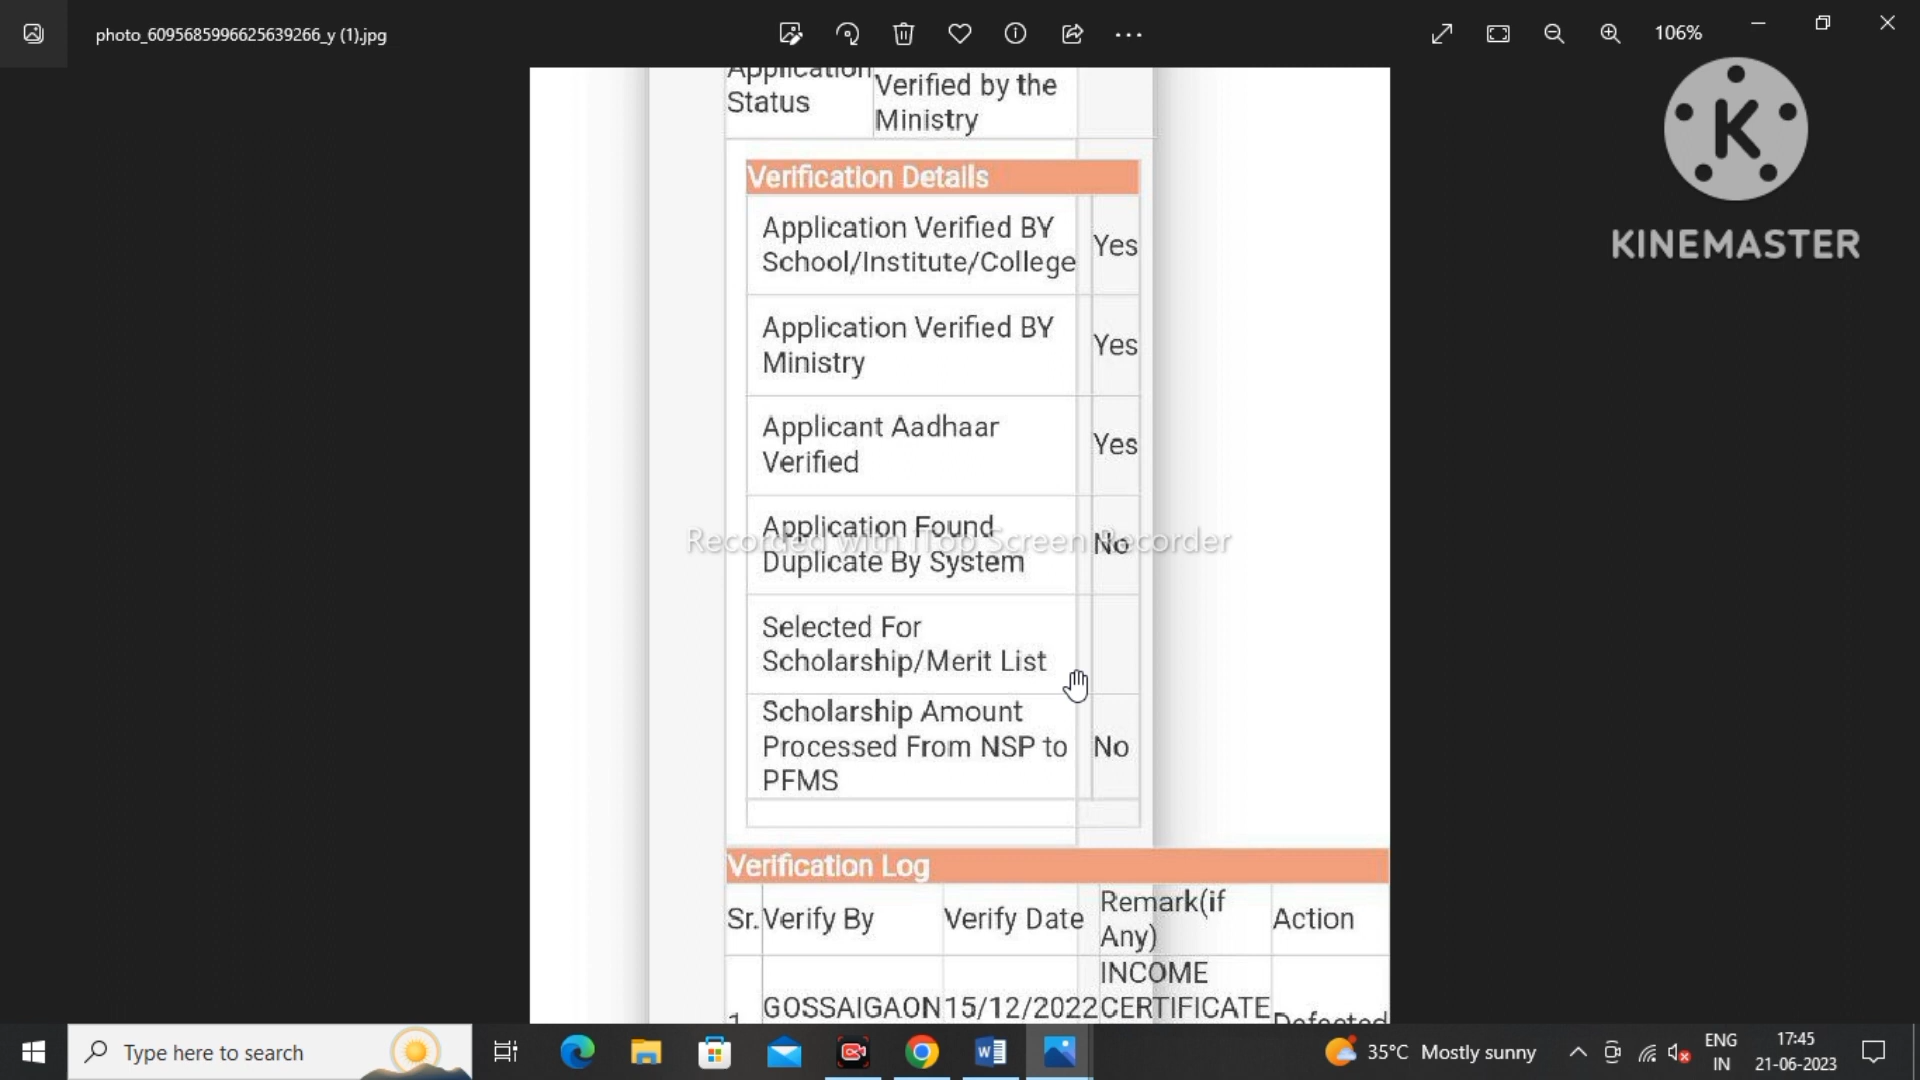 photo_6095685996625639266_y (1).jpg
106%
KINEMASTER
Application
Status
Verified by the
Ministry
Verification Details
Application Verified BY
School/Institute/College
Yes
Application Verified BY
Ministry
Yes
Applicant Aadhaar
Verified
Yes
Application Found
Duplicate By System
No
Recorded with iTop Screen Recorder
Selected For
Scholarship/Merit List
Scholarship Amount
Processed From NSP to
PFMS
No
Verification Log
Sr.
Verify By
Verify Date
Remark(if
Any)
Action
1
GOSSAIGAON
15/12/2022
INCOME
CERTIFICATE
Defected
Type here to search
35°C Mostly sunny
ENG
IN
17:45
21-06-2023